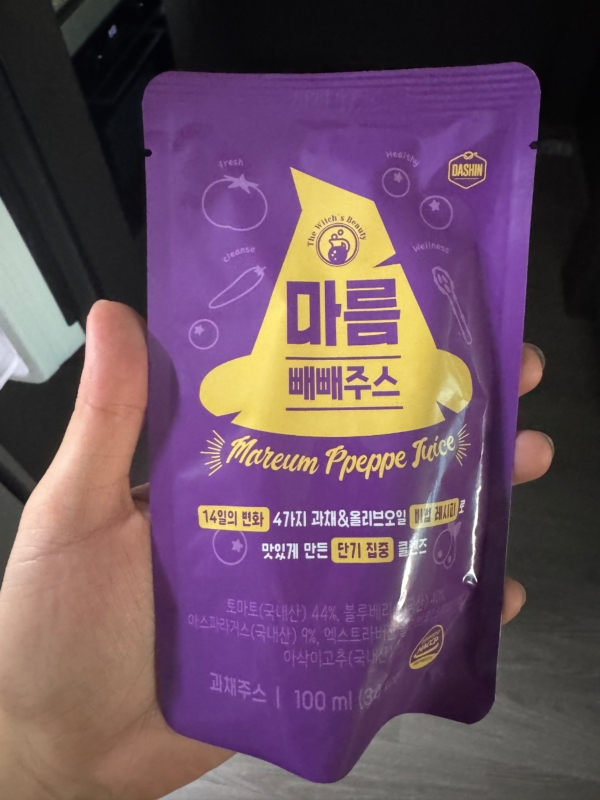 Fresh
Healthy
DASHIN
The Witch's Beauty
cleanse
Wellness
마름
빼빼주스
Mareum Ppeppe Juice
14일의 변화 4가지 과채&올리브오일 비법 레시피로
맛있게 만든 단기 집중 클렌즈
토마토(국내산) 44%, 블루베리
아스파라거스(국내산) 9%, 엑스트라버진
아삭이고추(국내산)
HACCP
과채주스 | 100 ml